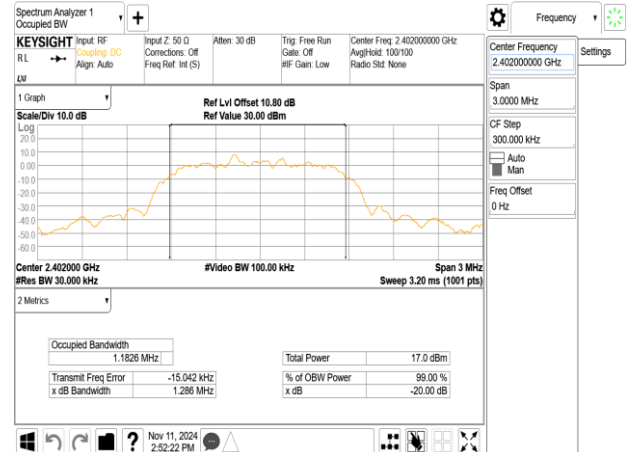 Spectrum Analyzer 1
Occupied BW
Frequency
KEYSIGHT
RL
LXI
Input: RF
Coupling: DC
Align: Auto
Input Z: 50 Ω
Corrections: Off
Freq Ref: Int (S)
Atten: 30 dB
Trig: Free Run
Gate: Off
#IF Gain: Low
Center Freq: 2.402000000 GHz
Avg|Hold: 100/100
Radio Std: None
1 Graph
Scale/Div 10.0 dB
Ref Lvl Offset 10.80 dB
Ref Value 30.00 dBm
Log
20.0
10.0
0.00
-10.0
-20.0
-30.0
-40.0
-50.0
-60.0
Center 2.402000 GHz
#Res BW 30.000 kHz
#Video BW 100.00 kHz
Span 3 MHz
Sweep 3.20 ms (1001 pts)
2 Metrics
Occupied Bandwidth
1.1826 MHz
Total Power 17.0 dBm
Transmit Freq Error -15.042 kHz
% of OBW Power 99.00 %
x dB Bandwidth 1.286 MHz
x dB -20.00 dB
Nov 11, 2024
2:52:22 PM
Center Frequency
2.402000000 GHz
Settings
Span
3.0000 MHz
CF Step
300.000 kHz
Auto
Man
Freq Offset
0 Hz